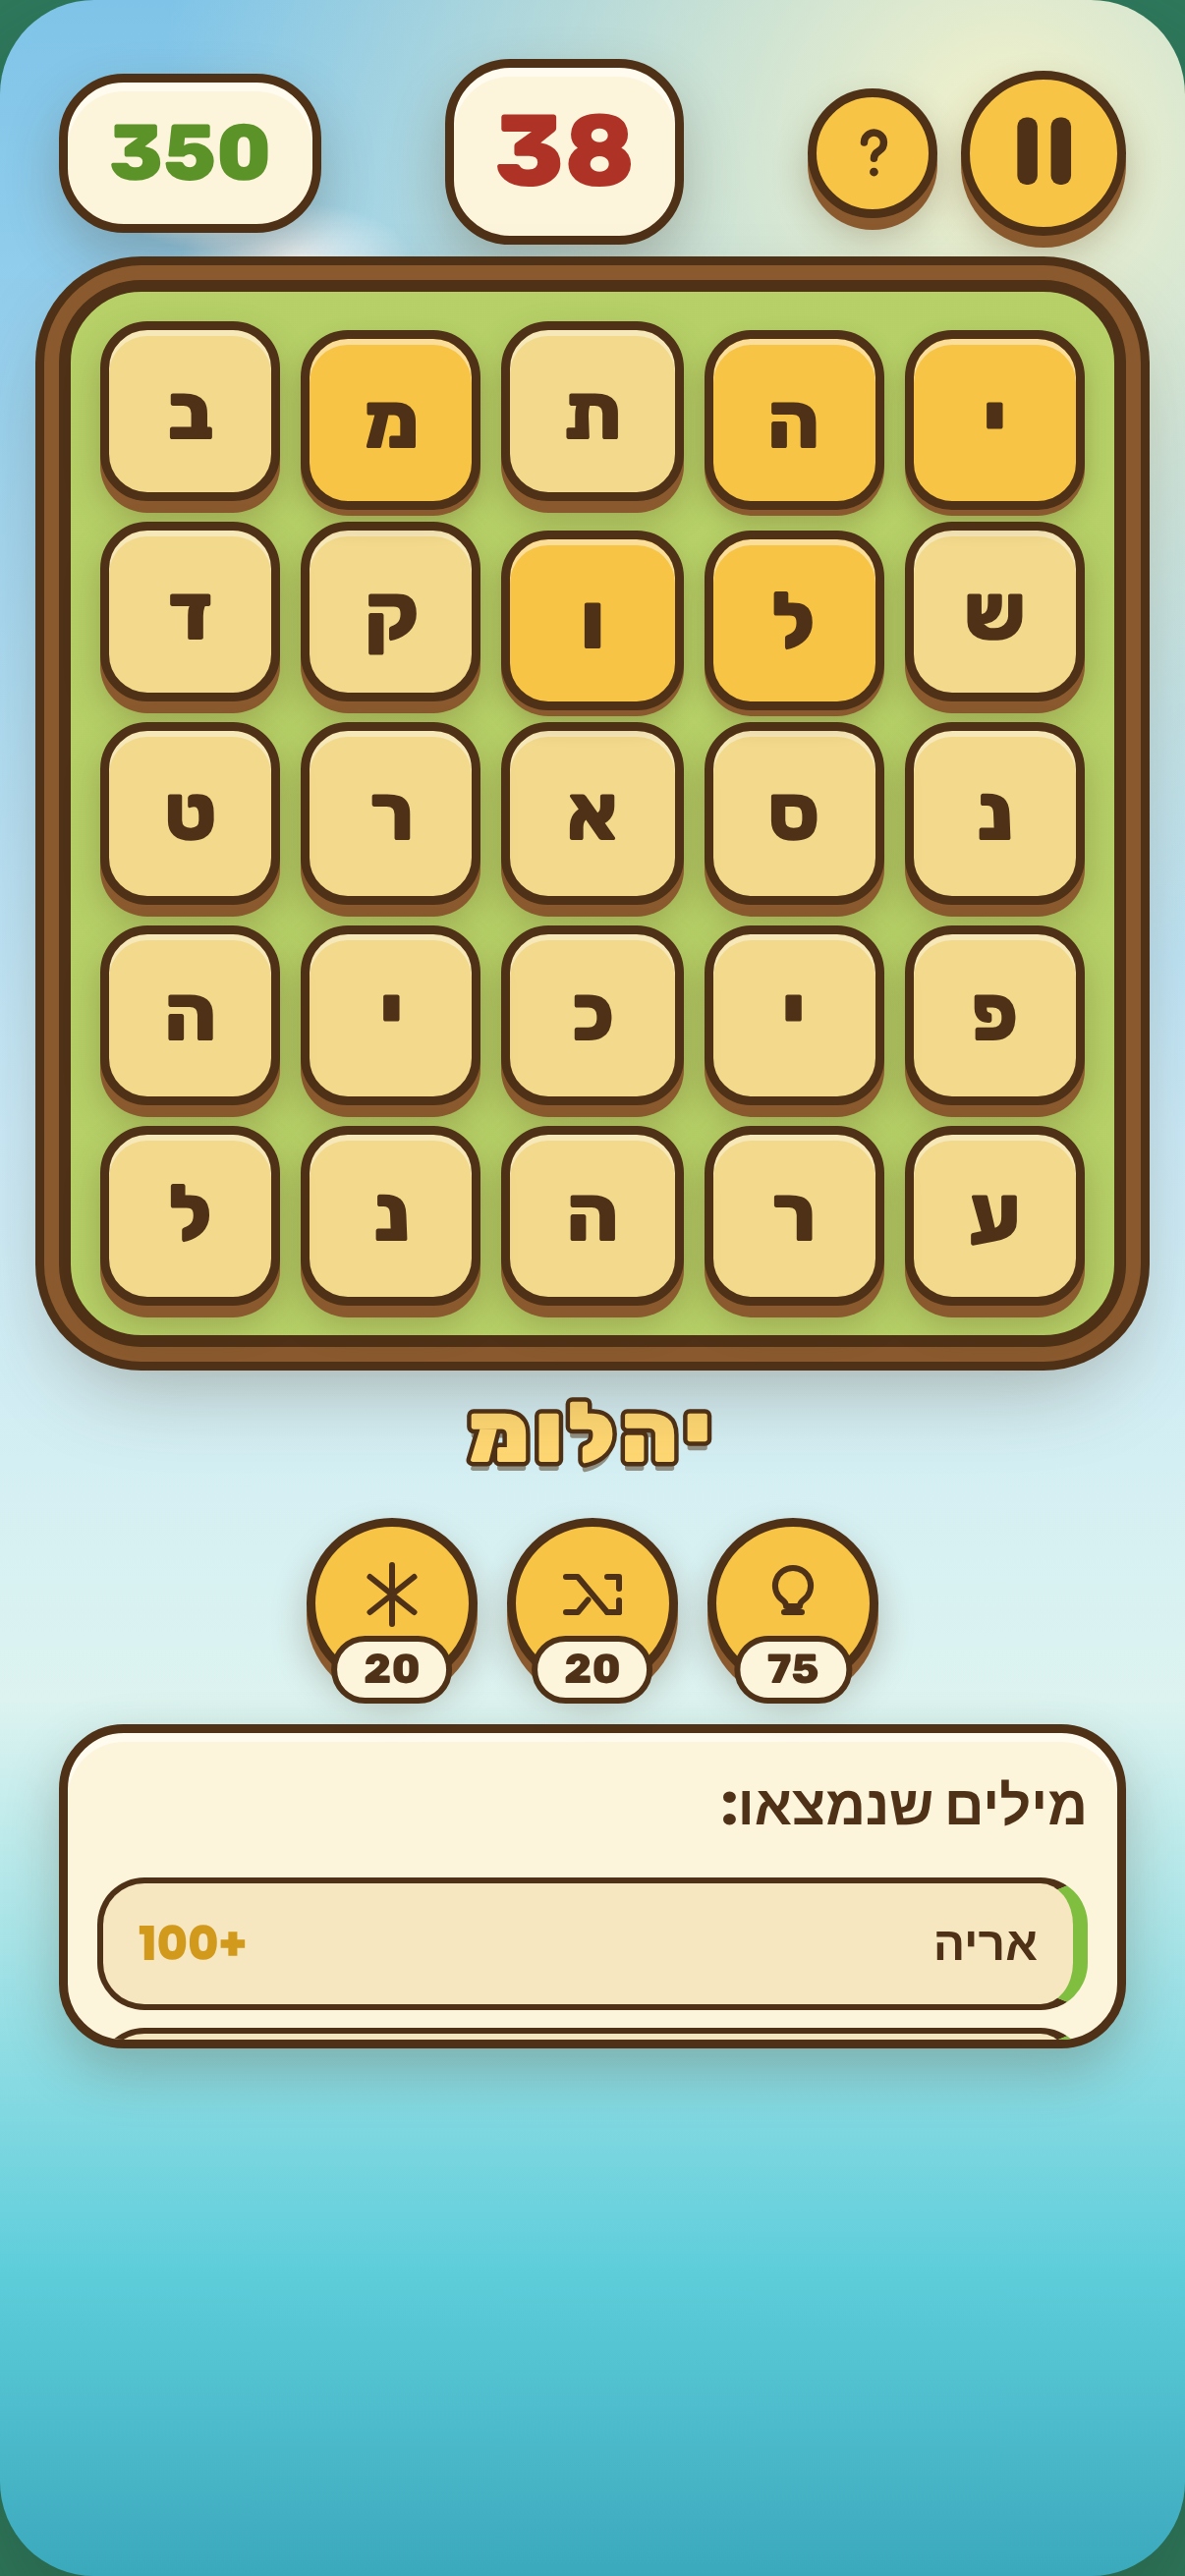 350 38 ?
י ה ת מ ב
ש ל ו ק ד
נ ס א ר ט
פ י כ י ה
ע ר ה נ ל
יהלומ
20 20 75
מילים שנמצאו:
אריה 100+